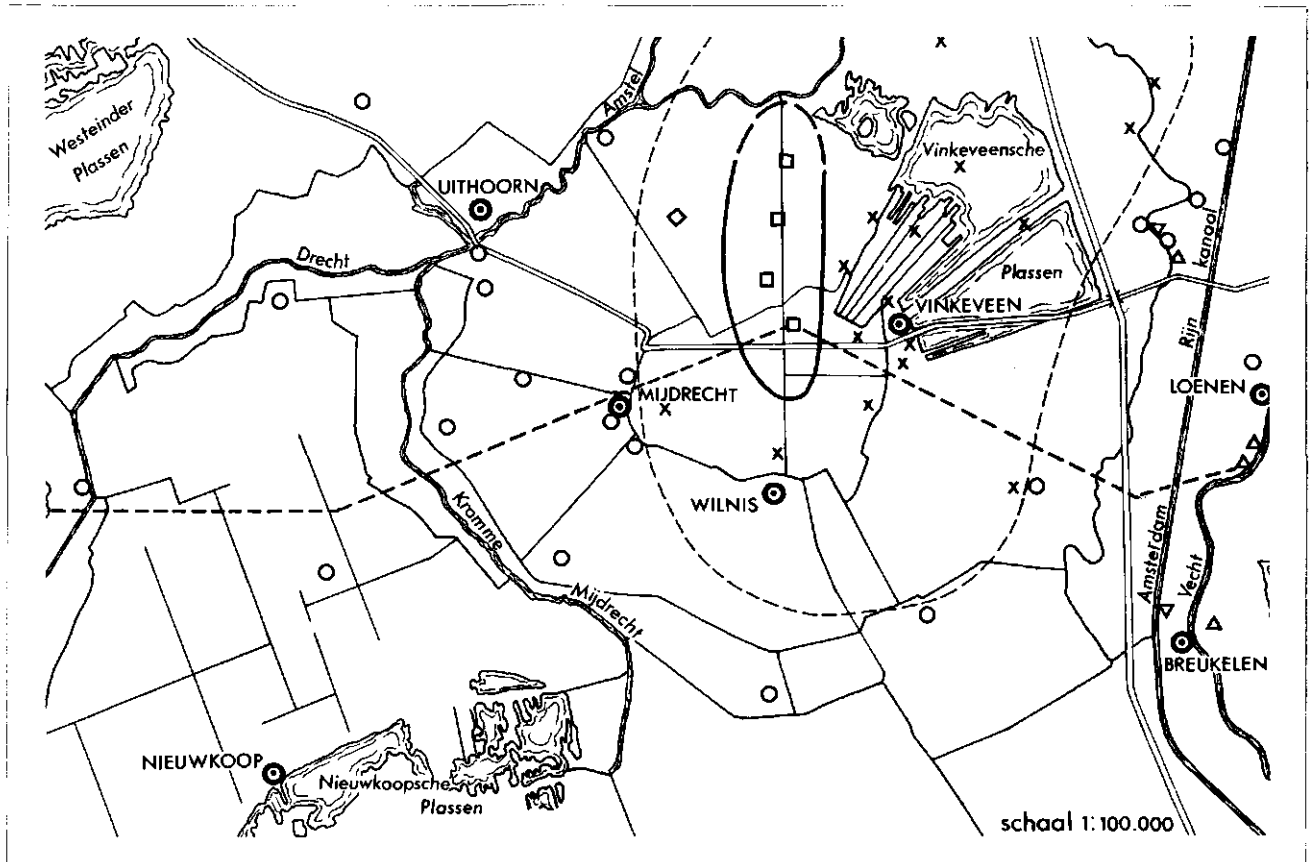 Westeinder
Plassen
Amstel
UITHOORN
Vinkeveensche
Drecht
Plassen
kanaal
VINKEVEEN
Rijn
MIJDRECHT
LOENEN
WILNIS
Kromme
Mijdrecht
Amsterdam
Vecht
BREUKELEN
NIEUWKOOP
Nieuwkoopsche
Plassen
schaal 1:100.000